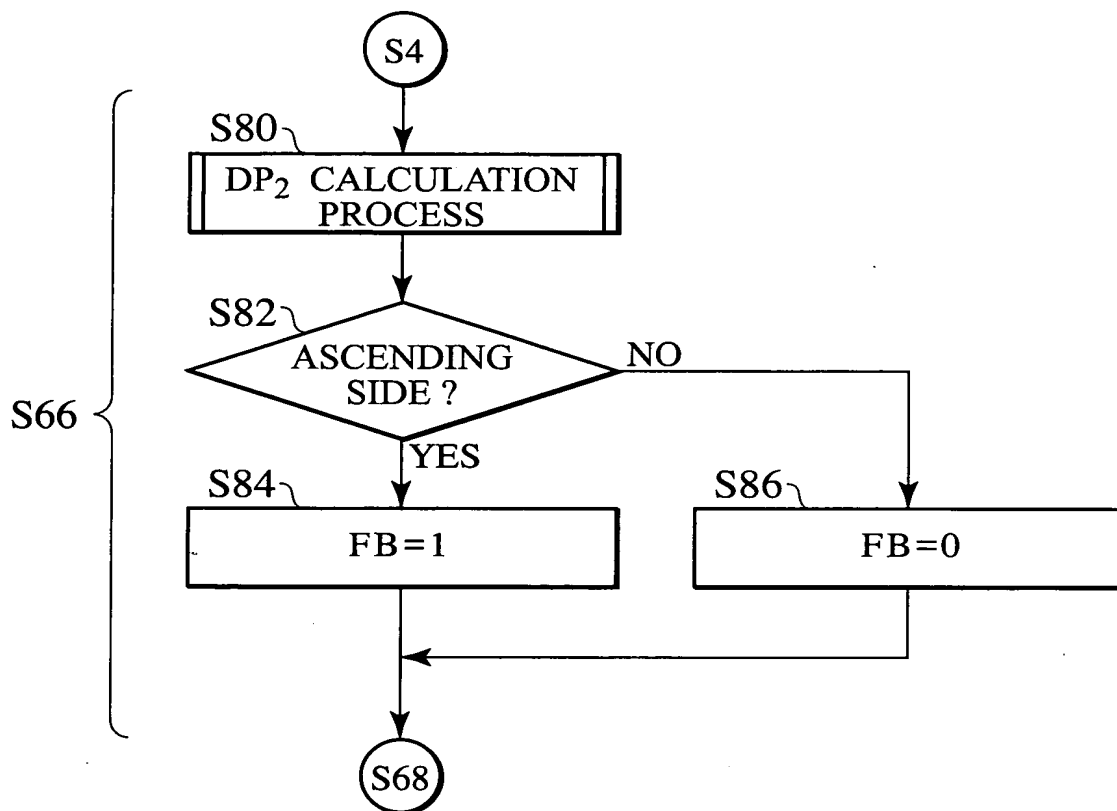 S4
S80
DP₂ CALCULATION
PROCESS
S82
ASCENDING
SIDE ?
NO
S66
YES
S84
S86
FB=1
FB=0
S68